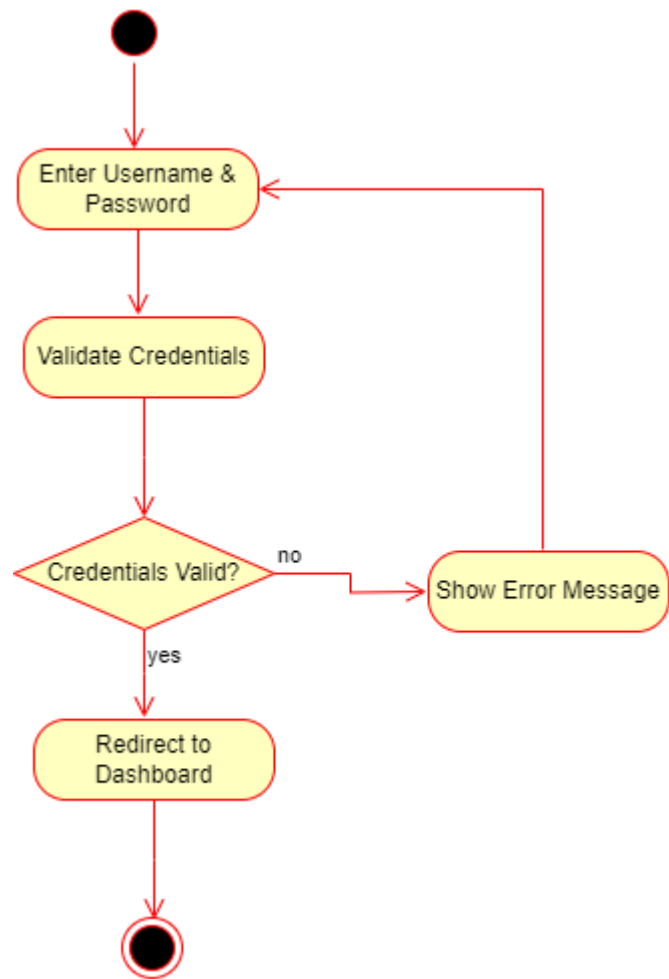 Enter Username &
Password
Validate Credentials
Credentials Valid?
no
Show Error Message
yes
Redirect to
Dashboard